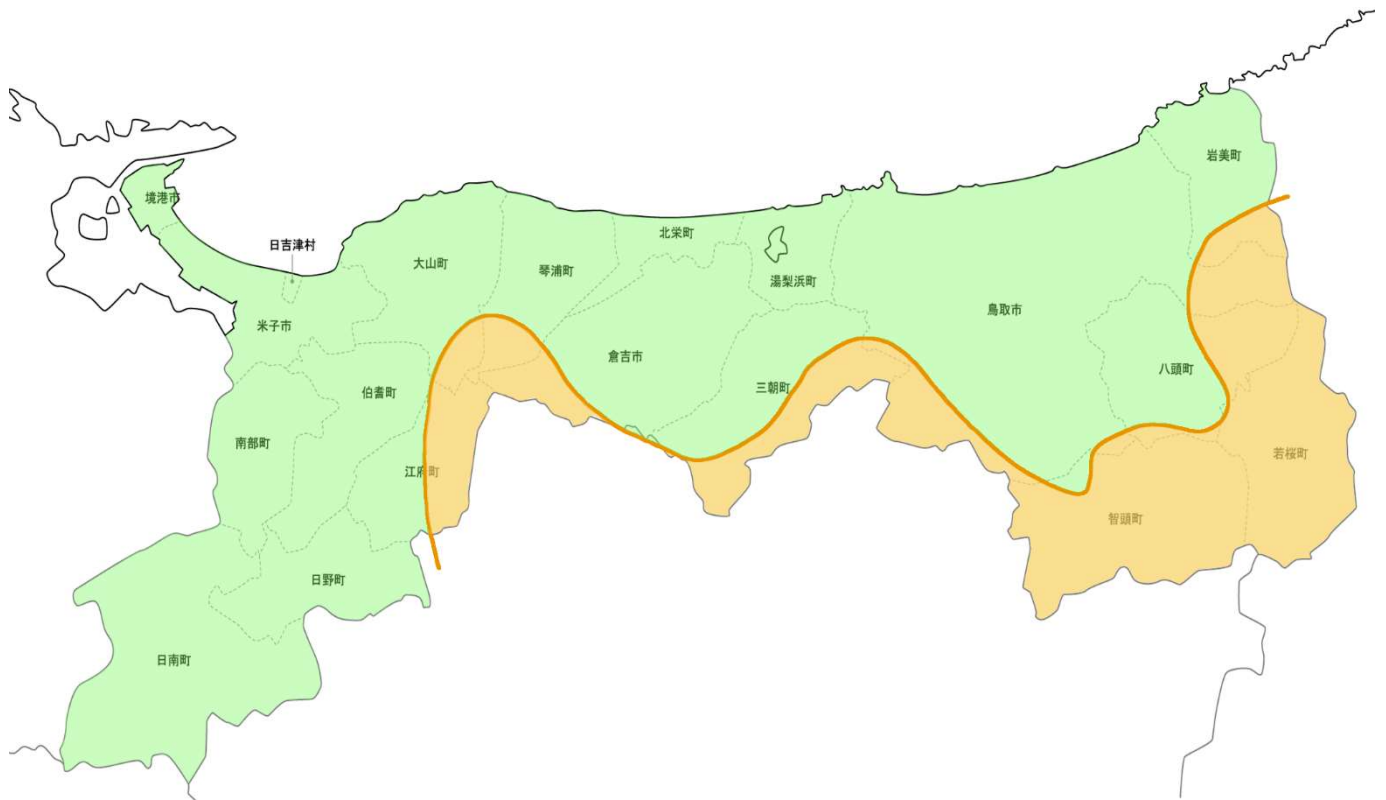 岩美町
境港市
北栄町
日吉津村
大山町
琴浦町
湯梨浜町
鳥取市
米子市
倉吉市
八頭町
三朝町
伯耆町
南部町
若桜町
江府町
智頭町
日野町
日南町